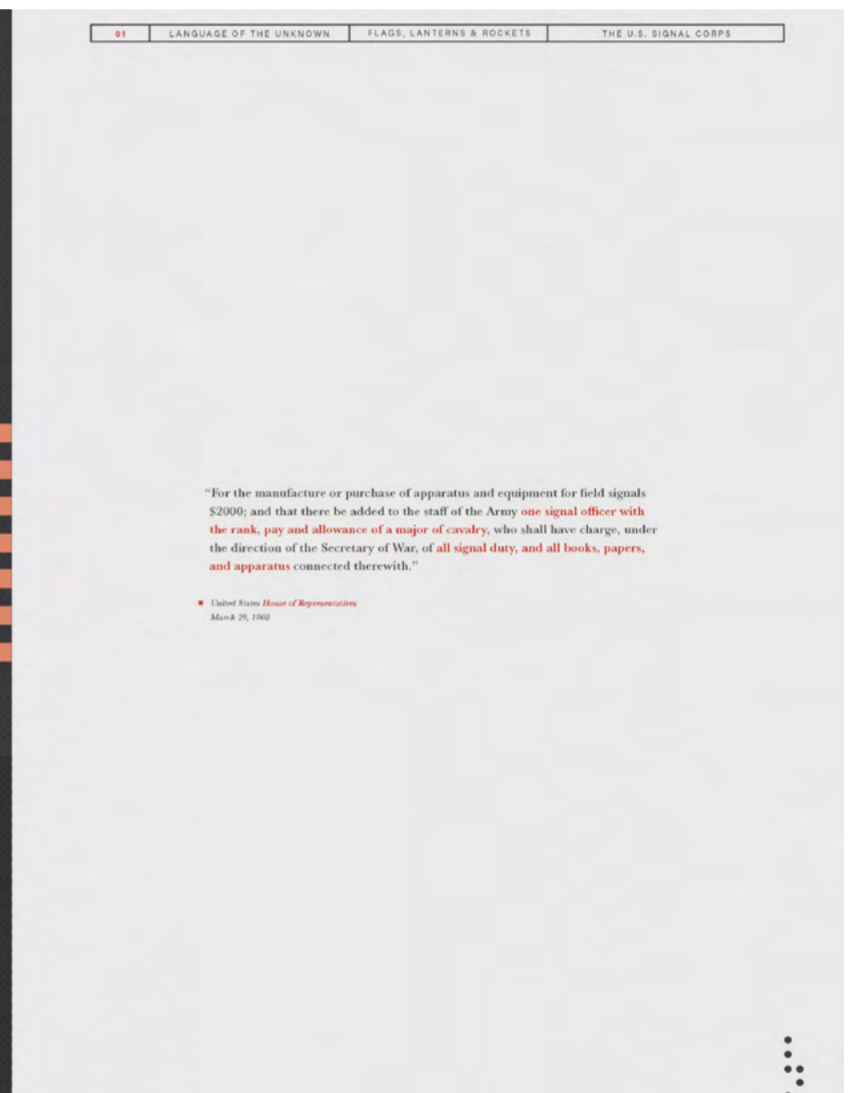 01 LANGUAGE OF THE UNKNOWN FLAGS, LANTERNS & ROCKETS THE U.S. SIGNAL CORPS
“For the manufacture or purchase of apparatus and equipment for field signals
$2000; and that there be added to the staff of the Army one signal officer with
the rank, pay and allowance of a major of cavalry, who shall have charge, under
the direction of the Secretary of War, of all signal duty, and all books, papers,
and apparatus connected therewith.”
United States House of Representatives
March 29, 1860